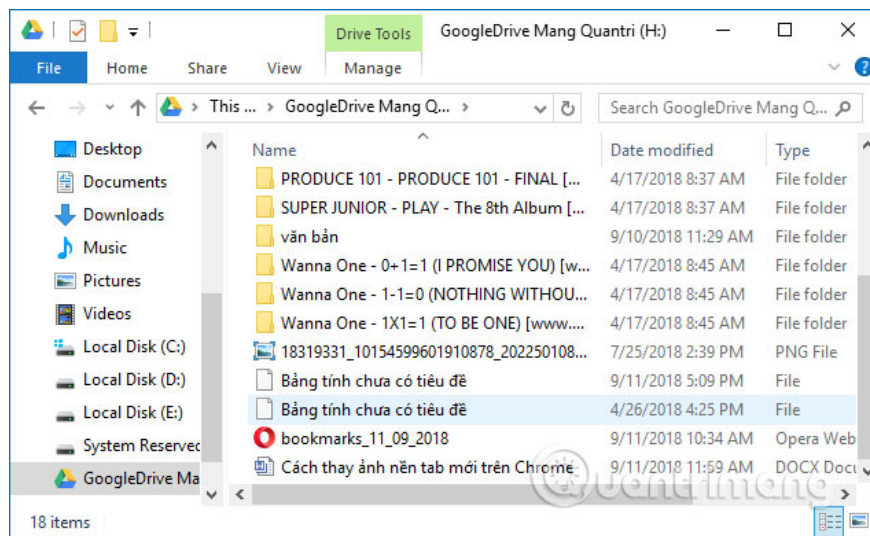 Drive Tools GoogleDrive Mang Quantri (H:)
File Home Share View Manage
This ... GoogleDrive Mang Q... Search GoogleDrive Mang Q...
Desktop
Documents
Downloads
Music
Pictures
Videos
Local Disk (C:)
Local Disk (D:)
Local Disk (E:)
System Reserved
GoogleDrive Ma
Name Date modified Type
PRODUCE 101 - PRODUCE 101 - FINAL [... 4/17/2018 8:37 AM File folder
SUPER JUNIOR - PLAY - The 8th Album [... 4/17/2018 8:37 AM File folder
văn bản 9/10/2018 11:29 AM File folder
Wanna One - 0+1=1 (I PROMISE YOU) [w... 4/17/2018 8:45 AM File folder
Wanna One - 1-1=0 (NOTHING WITHOU... 4/17/2018 8:45 AM File folder
Wanna One - 1X1=1 (TO BE ONE) [www.... 4/17/2018 8:45 AM File folder
18319331_10154599601910878_202250108... 7/25/2018 2:39 PM PNG File
Bảng tính chưa có tiêu đề 9/11/2018 5:09 PM File
Bảng tính chưa có tiêu đề 4/26/2018 4:25 PM File
bookmarks_11_09_2018 9/11/2018 10:34 AM Opera Web
Cách thay ảnh nền tab mới trên Chrome 9/11/2018 11:59 AM DOCX Docu
Quantrimang
18 items